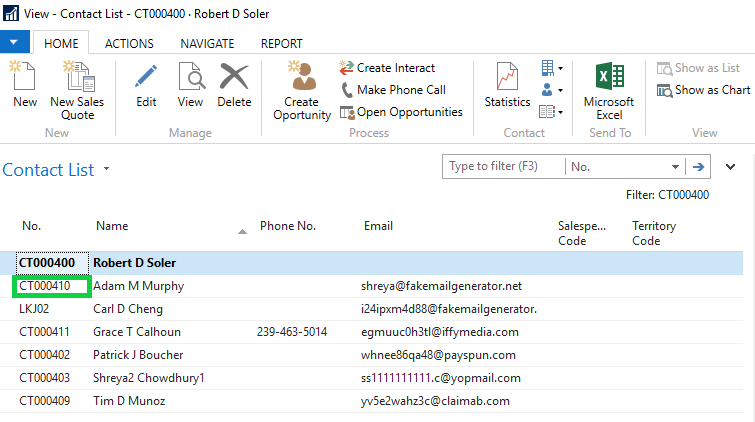 View - Contact List - CT000400 · Robert D Soler
HOME ACTIONS NAVIGATE REPORT
New
New Sales Quote
New
Edit
View
Delete
Manage
Create Opportunity
Create Interact
Make Phone Call
Open Opportunities
Process
Statistics
Contact
Microsoft Excel
Send To
Show as List
Show as Chart
View
Contact List
Type to filter (F3) No.
Filter: CT000400
No. Name Phone No. Email Salespe... Code Territory Code
CT000400 Robert D Soler
CT000410 Adam M Murphy shreya@fakemailgenerator.net
LKJ02 Carl D Cheng i24ipxm4d88@fakemailgenerator.
CT000411 Grace T Calhoun 239-463-5014 egmuuc0h3tl@iffymedia.com
CT000402 Patrick J Boucher whnee86qa48@payspun.com
CT000403 Shreya2 Chowdhury1 ss1111111111.c@yopmail.com
CT000409 Tim D Munoz yv5e2wahz3c@claimab.com